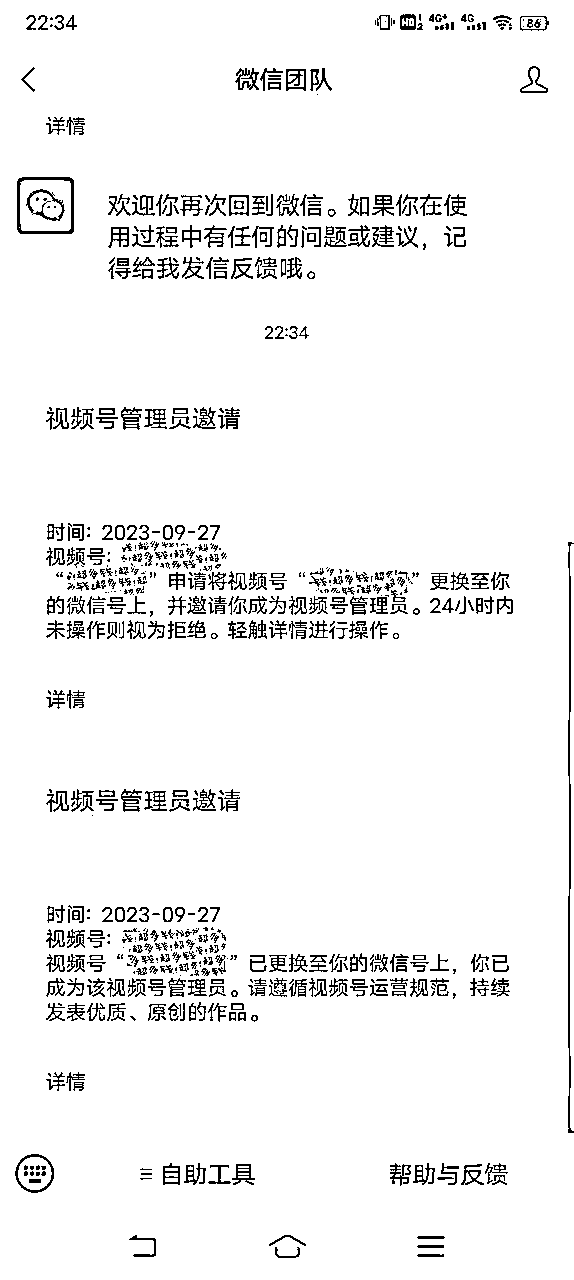 22:34
HD 1 2 4G+ 4G 86
微信团队
详情
欢迎你再次回到微信。如果你在使
用过程中有任何的问题或建议，记
得给我发信反馈哦。
22:34
视频号管理员邀请
时间：2023-09-27
视频号：
“”申请将视频号“”更换至你
的微信号上，并邀请你成为视频号管理员。24小时内
未操作则视为拒绝。轻触详情进行操作。
详情
视频号管理员邀请
时间：2023-09-27
视频号：
视频号“”已更换至你的微信号上，你已
成为该视频号管理员。请遵循视频号运营规范，持续
发表优质、原创的作品。
详情
自助工具
帮助与反馈